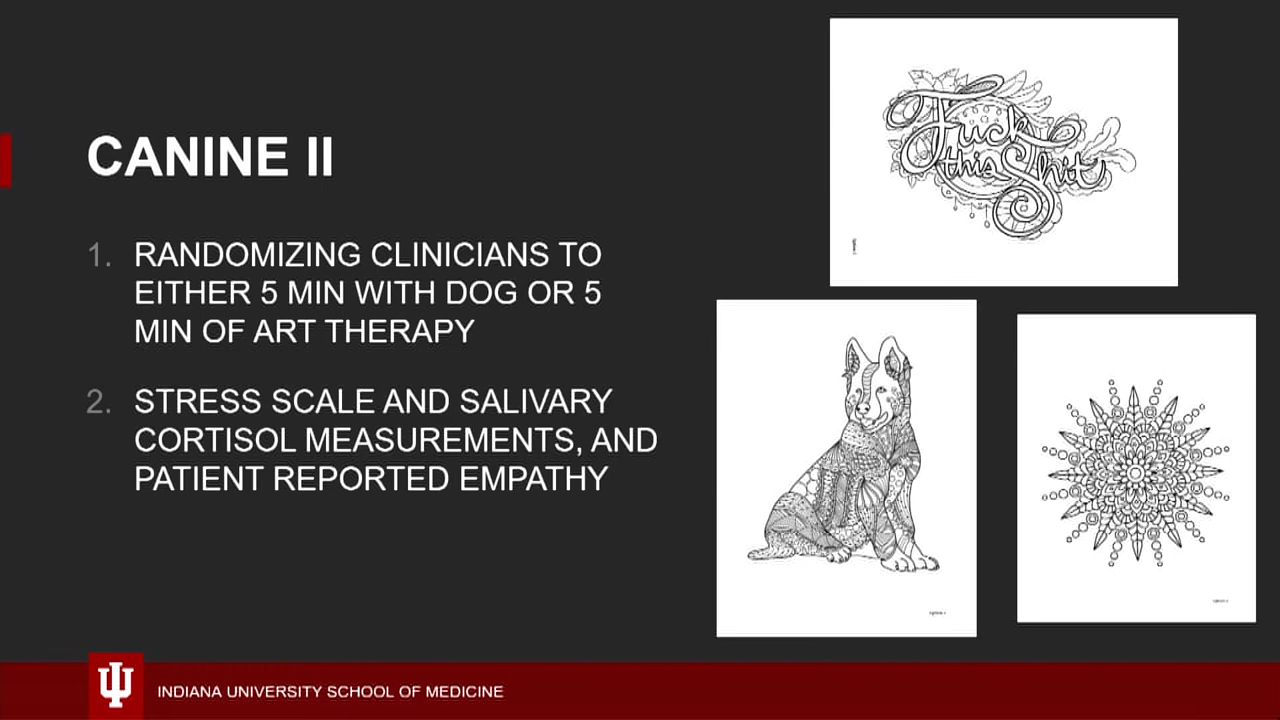 CANINE II
1. RANDOMIZING CLINICIANS TO
EITHER 5 MIN WITH DOG OR 5
MIN OF ART THERAPY
2. STRESS SCALE AND SALIVARY
CORTISOL MEASUREMENTS, AND
PATIENT REPORTED EMPATHY
Fuck
this Shit
INDIANA UNIVERSITY SCHOOL OF MEDICINE